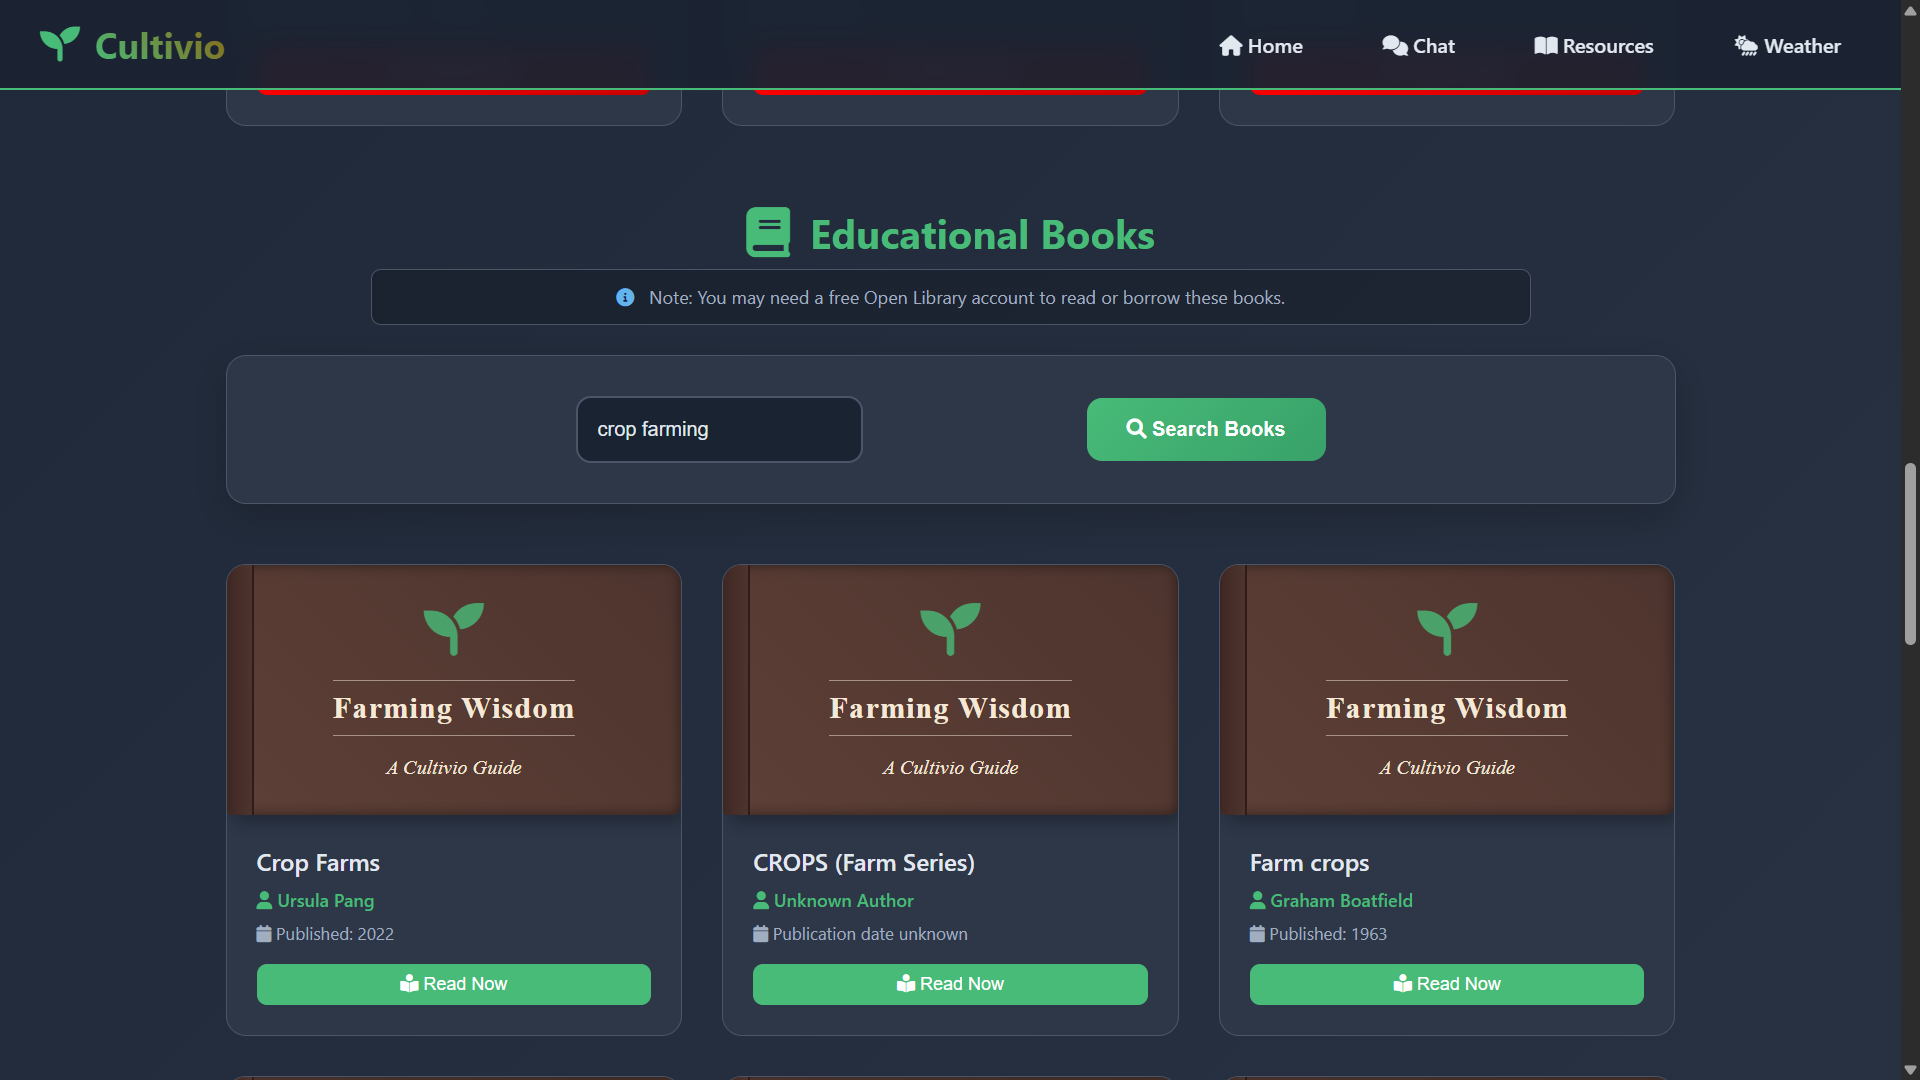 Cultivio
Home
Chat
Resources
Weather
Educational Books
Note: You may need a free Open Library account to read or borrow these books.
crop farming
Search Books
Farming Wisdom
A Cultivio Guide
Crop Farms
Ursula Pang
Published: 2022
Read Now
Farming Wisdom
A Cultivio Guide
CROPS (Farm Series)
Unknown Author
Publication date unknown
Read Now
Farming Wisdom
A Cultivio Guide
Farm crops
Graham Boatfield
Published: 1963
Read Now